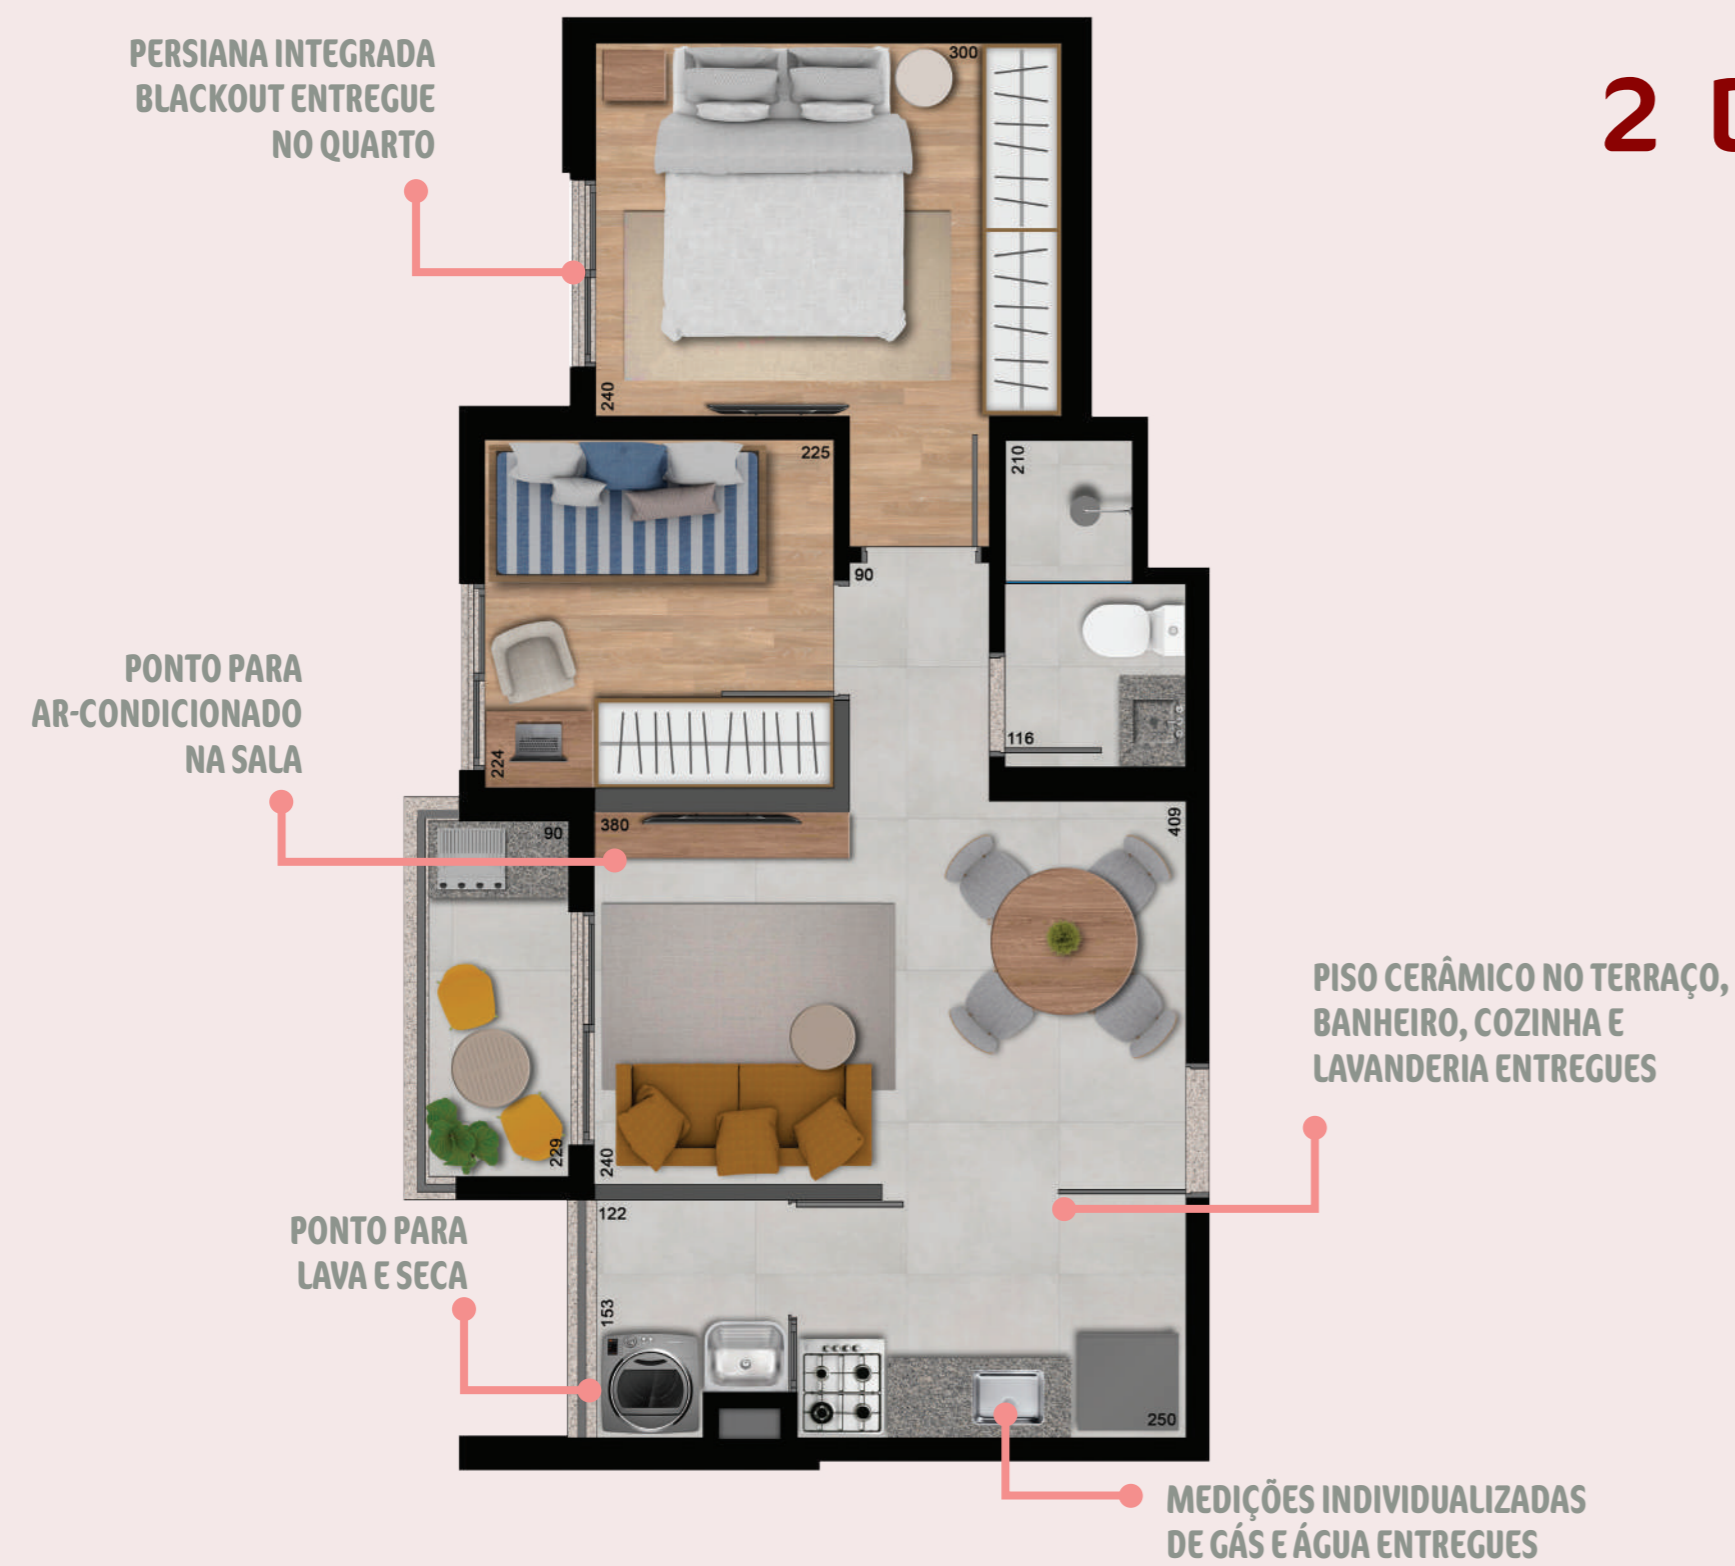 PERSIANA INTEGRADA
BLACKOUT ENTREGUE
NO QUARTO
2
300
240
225
210
90
PONTO PARA
AR-CONDICIONADO
NA SALA
224
116
90
380
409
PISO CERÂMICO NO TERRAÇO,
BANHEIRO, COZINHA E
LAVANDERIA ENTREGUES
229
240
PONTO PARA
LAVA E SECA
122
153
250
MEDIÇÕES INDIVIDUALIZADAS
DE GÁS E ÁGUA ENTREGUES